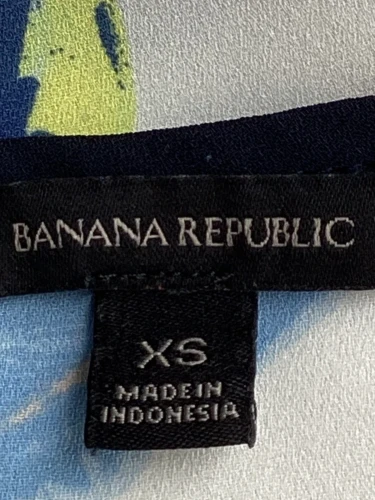 BANANA REPUBLIC
XS
MADE IN
INDONESIA